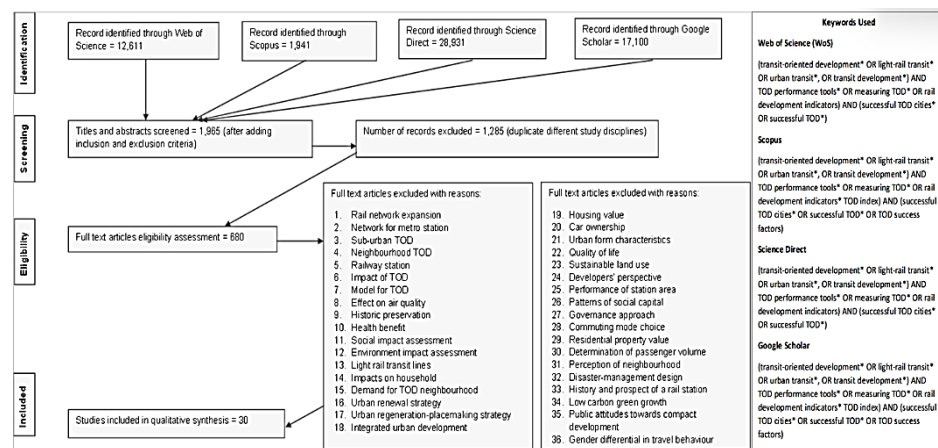 Identification
Record identified through Web of
Science = 12,611
Record identified through
Scopus = 1,941
Record identified through Science
Direct = 28,931
Record identified through Google
Scholar = 17,100
Screening
Titles and abstracts screened = 1,965 (after adding
inclusion and exclusion criteria)
Number of records excluded = 1,285 (duplicate different study disciplines)
Eligibility
Full text articles eligibility assessment = 680
Full text articles excluded with reasons:
1. Rail network expansion
2. Network for metro station
3. Sub-urban TOD
4. Neighbourhood TOD
5. Railway station
6. Impact of TOD
7. Model for TOD
8. Effect on air quality
9. Historic preservation
10. Health benefit
11. Social impact assessment
12. Environment impact assessment
13. Light rail transit lines
14. Impacts on household
15. Demand for TOD neighbourhood
16. Urban renewal strategy
17. Urban regeneration-placemaking strategy
18. Integrated urban development
Full text articles excluded with reasons:
19. Housing value
20. Car ownership
21. Urban form characteristics
22. Quality of life
23. Sustainable land use
24. Developers' perspective
25. Performance of station area
26. Patterns of social capital
27. Governance approach
28. Commuting mode choice
29. Residential property value
30. Determination of passenger volume
31. Perception of neighbourhood
32. Disaster-management design
33. History and prospect of a rail station
34. Low carbon green growth
35. Public attitudes towards compact
development
36. Gender differential in travel behaviour
Included
Studies included in qualitative synthesis = 30
Keywords Used
Web of Science (WoS)
(transit-oriented development* OR light-rail transit*
OR urban transit*, OR transit development*) AND
TOD performance tools* OR measuring TOD* OR rail
development indicators) AND (successful TOD cities*
OR successful TOD*)
Scopus
(transit-oriented development* OR light-rail transit*
OR urban transit*, OR transit development*) AND
TOD performance tools* OR measuring TOD* OR rail
development indicators* TOD index) AND (successful
TOD cities* OR successful TOD* OR TOD success
factors)
Science Direct
(transit-oriented development* OR light-rail transit*
OR urban transit*, OR transit development*) AND
TOD performance tools* OR measuring TOD* OR rail
development indicators) AND (successful TOD cities*
OR successful TOD*)
Google Scholar
(transit-oriented development* OR light-rail transit*
OR urban transit*, OR transit development*) AND
TOD performance tools* OR measuring TOD* OR rail
development indicators* TOD index) AND (successful
TOD cities* OR successful TOD* OR TOD success
factors)